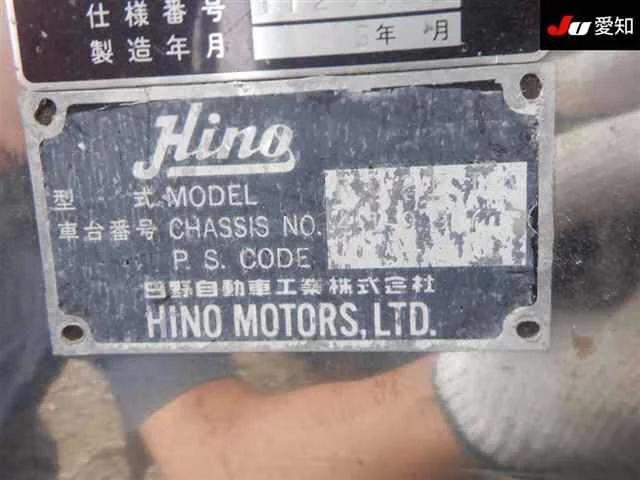 JU 愛知
仕様番号
製造年月 年 月
Hino
型 式 MODEL
車台番号 CHASSIS NO.
P. S. CODE
日野自動車工業株式会社
HINO MOTORS, LTD.